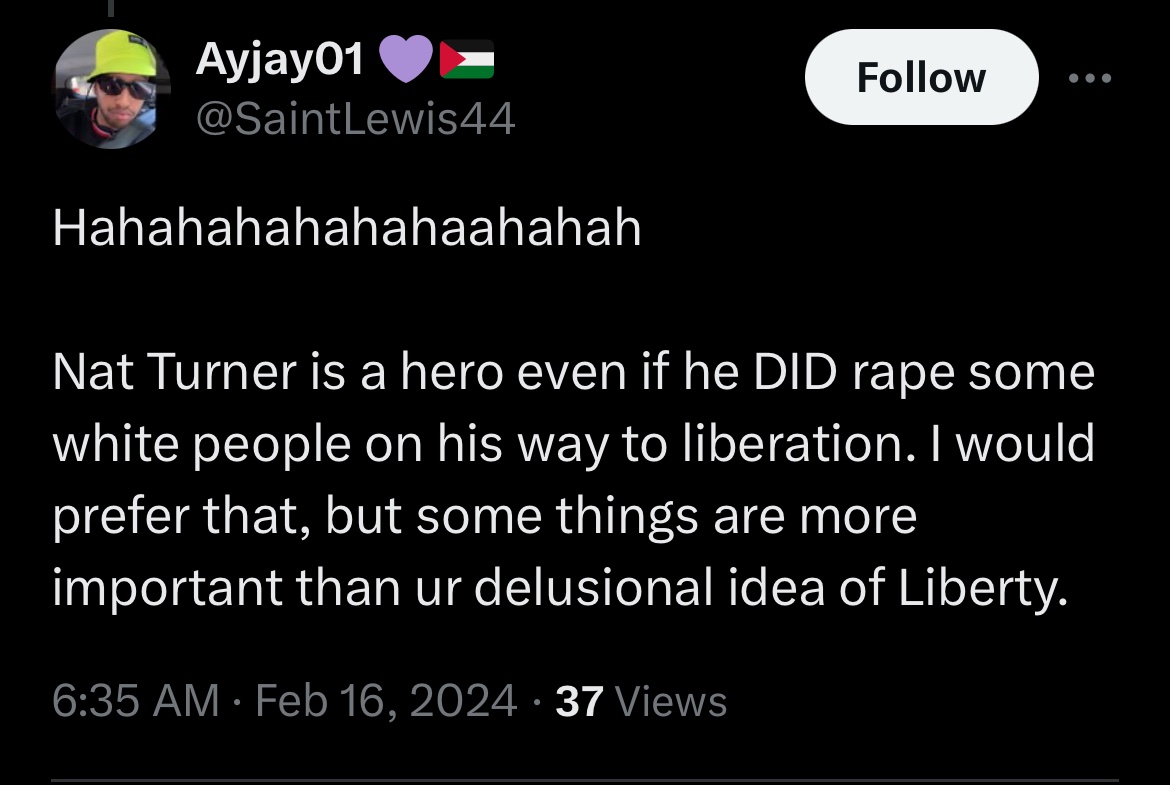 Ayjay01 💜🇵🇸
Follow
@SaintLewis44
Hahahahahahahaahahah
Nat Turner is a hero even if he DID rape some
white people on his way to liberation. I would
prefer that, but some things are more
important than ur delusional idea of Liberty.
6:35 AM · Feb 16, 2024 · 37 Views